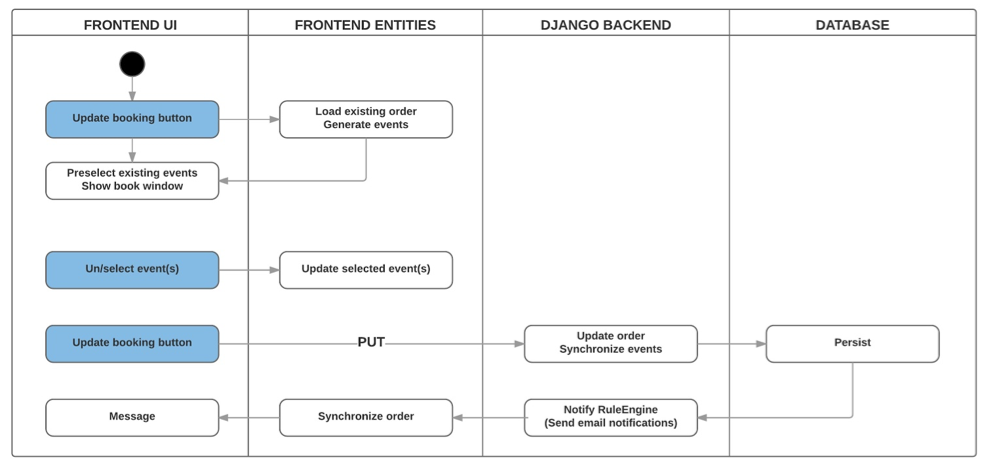 FRONTEND UI
FRONTEND ENTITIES
DJANGO BACKEND
DATABASE
Update booking button
Load existing order
Generate events
Preselect existing events
Show book window
Un/select event(s)
Update selected event(s)
Update booking button
PUT
Update order
Synchronize events
Persist
Message
Synchronize order
Notify RuleEngine
(Send email notifications)